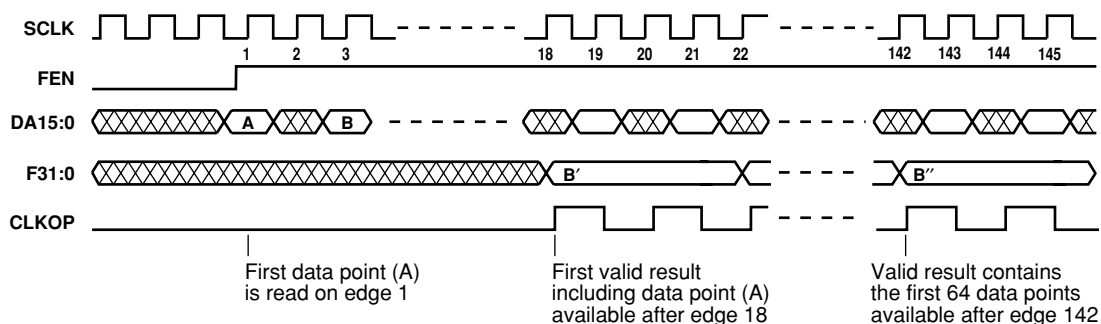 SCLK
1 2 3 18 19 20 21 22 142 143 144 145
FEN
DA15:0 A B
F31:0 B′ B″
CLKOP
First data point (A)
is read on edge 1
First valid result
including data point (A)
available after edge 18
Valid result contains
the first 64 data points
available after edge 142